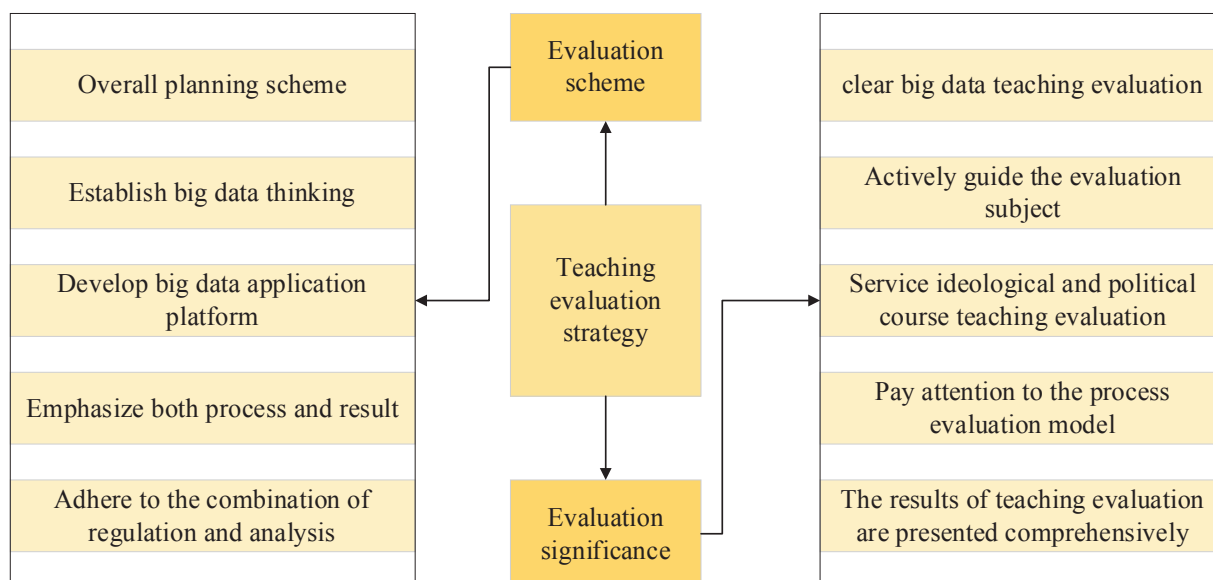 Overall planning scheme
Establish big data thinking
Develop big data application
platform
Emphasize both process and result
Adhere to the combination of
regulation and analysis
Evaluation
scheme
Teaching
evaluation
strategy
Evaluation
significance
clear big data teaching evaluation
Actively guide the evaluation
subject
Service ideological and political
course teaching evaluation
Pay attention to the process
evaluation model
The results of teaching evaluation
are presented comprehensively